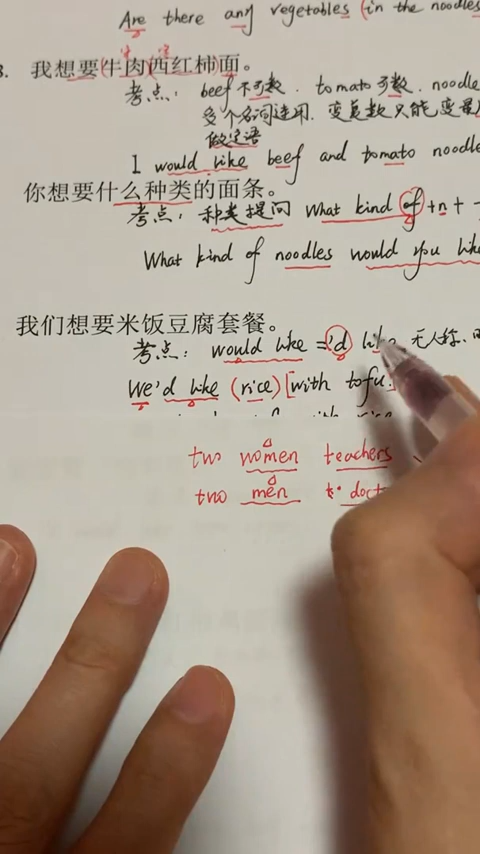 Are there any vegetables (in the noodles
3. 我想要(牛肉)(西红柿)面。
考点: beef 不可数. tomato 可数. noodle
多个名词连用. 变复数只能变最
做定语
I would like beef and tomato noodle
你想要什么种类的面条。
考点: 种类提问 what kind of +n +
What kind of noodles would you like
我们想要米饭豆腐套餐。
考点: would like ='d like 无人称.
We'd like (rice) [with tofu.]
two women teachers
two men doct